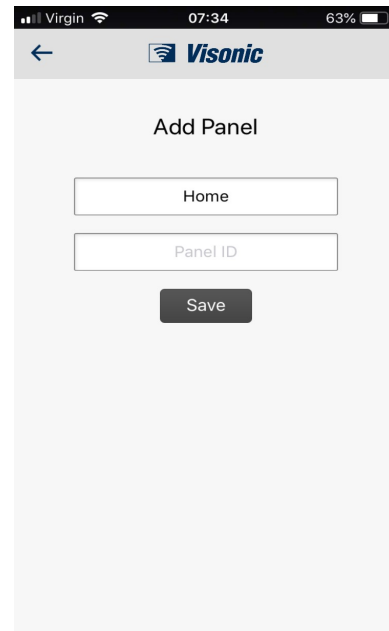 Virgin 07:34 63%
Visonic
Add Panel
Home
Panel ID
Save